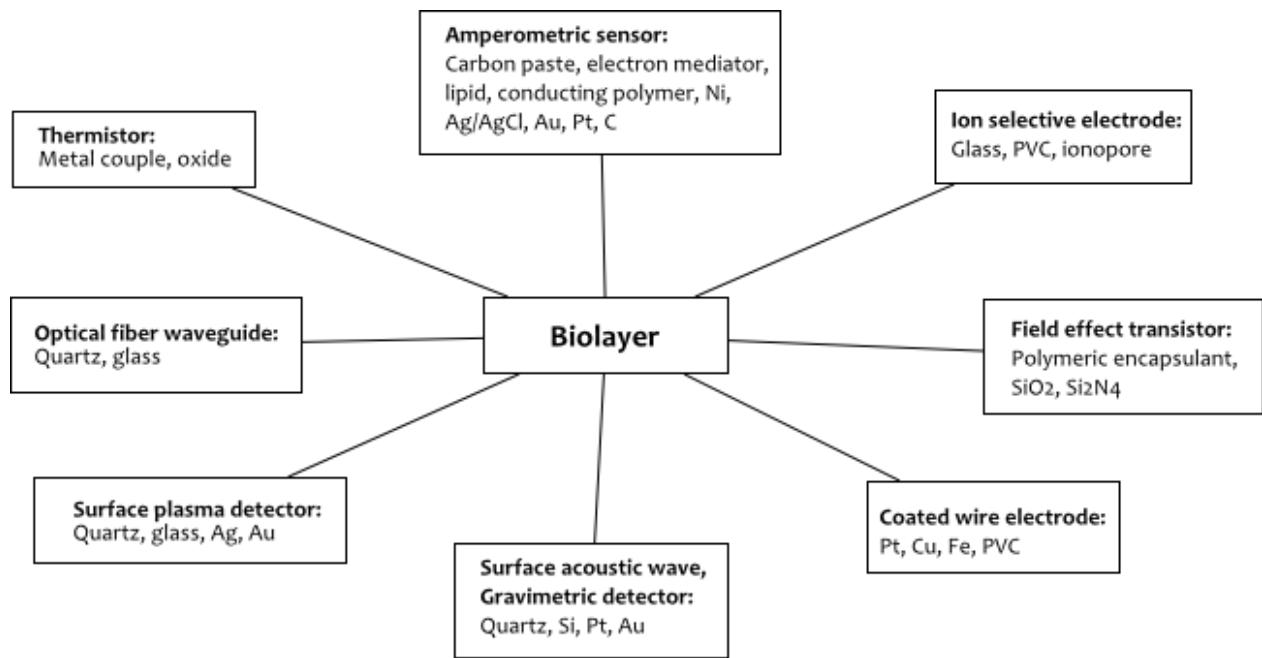 Amperometric sensor:
Carbon paste, electron mediator,
lipid, conducting polymer, Ni,
Ag/AgCl, Au, Pt, C
Thermistor:
Metal couple, oxide
Ion selective electrode:
Glass, PVC, ionopore
Optical fiber waveguide:
Quartz, glass
Biolayer
Field effect transistor:
Polymeric encapsulant,
SiO2, Si2N4
Surface plasma detector:
Quartz, glass, Ag, Au
Surface acoustic wave,
Gravimetric detector:
Quartz, Si, Pt, Au
Coated wire electrode:
Pt, Cu, Fe, PVC